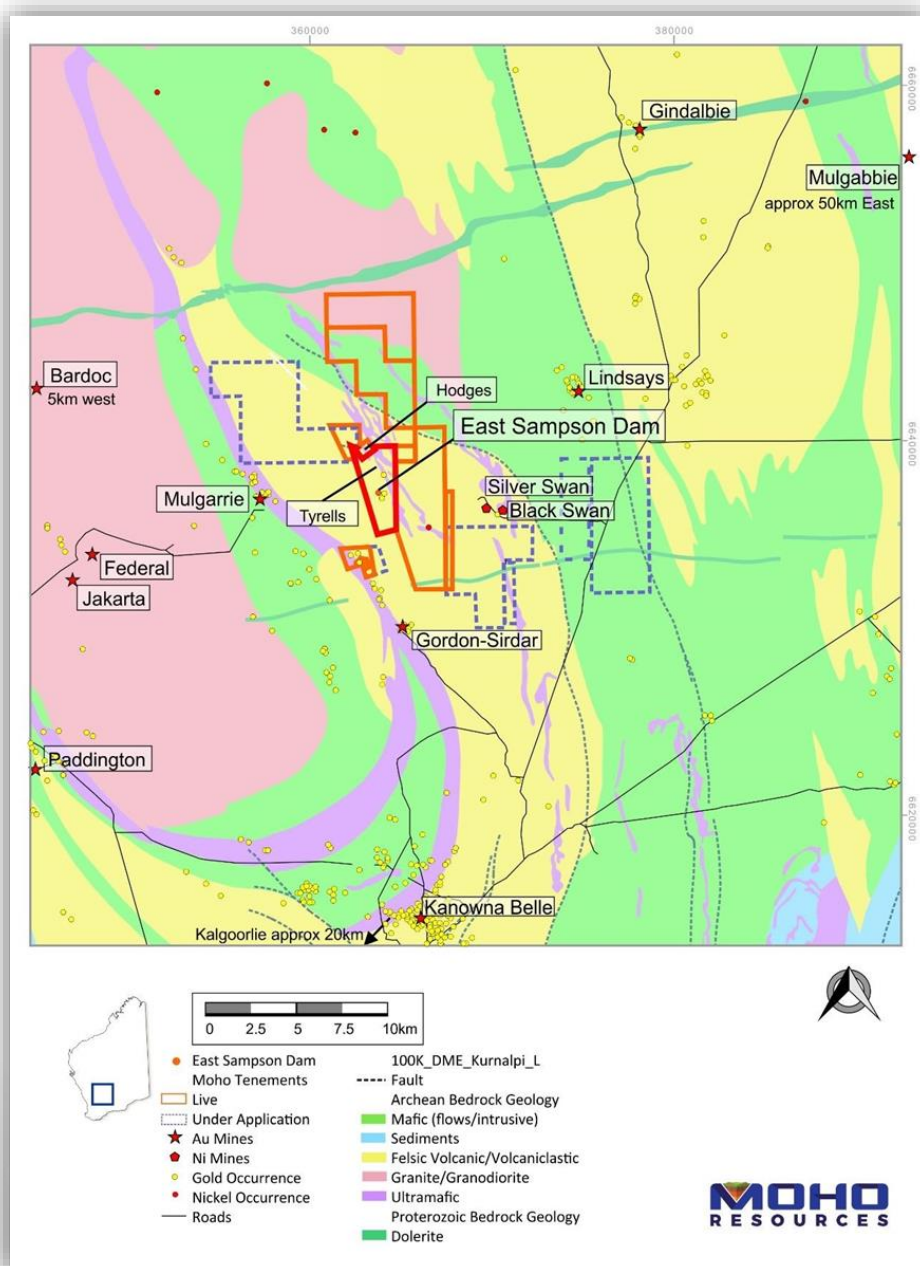 360000
380000
6660000
Gindalbie
Mulgabbie
approx 50km East
Bardoc
5km west
Hodges
Lindsays
East Sampson Dam
6640000
Mulgarrie
Tyrells
Silver Swan
Black Swan
Federal
Jakarta
Gordon-Sirdar
Paddington
6620000
Kanowna Belle
Kalgoorlie approx 20km
0 2.5 5 7.5 10km
East Sampson Dam
Moho Tenements
Live
Under Application
Au Mines
Ni Mines
Gold Occurrence
Nickel Occurrence
Roads
100K_DME_Kurnalpi_L
Fault
Archean Bedrock Geology
Mafic (flows/intrusive)
Sediments
Felsic Volcanic/Volcaniclastic
Granite/Granodiorite
Ultramafic
Proterozoic Bedrock Geology
Dolerite
MOHO
RESOURCES